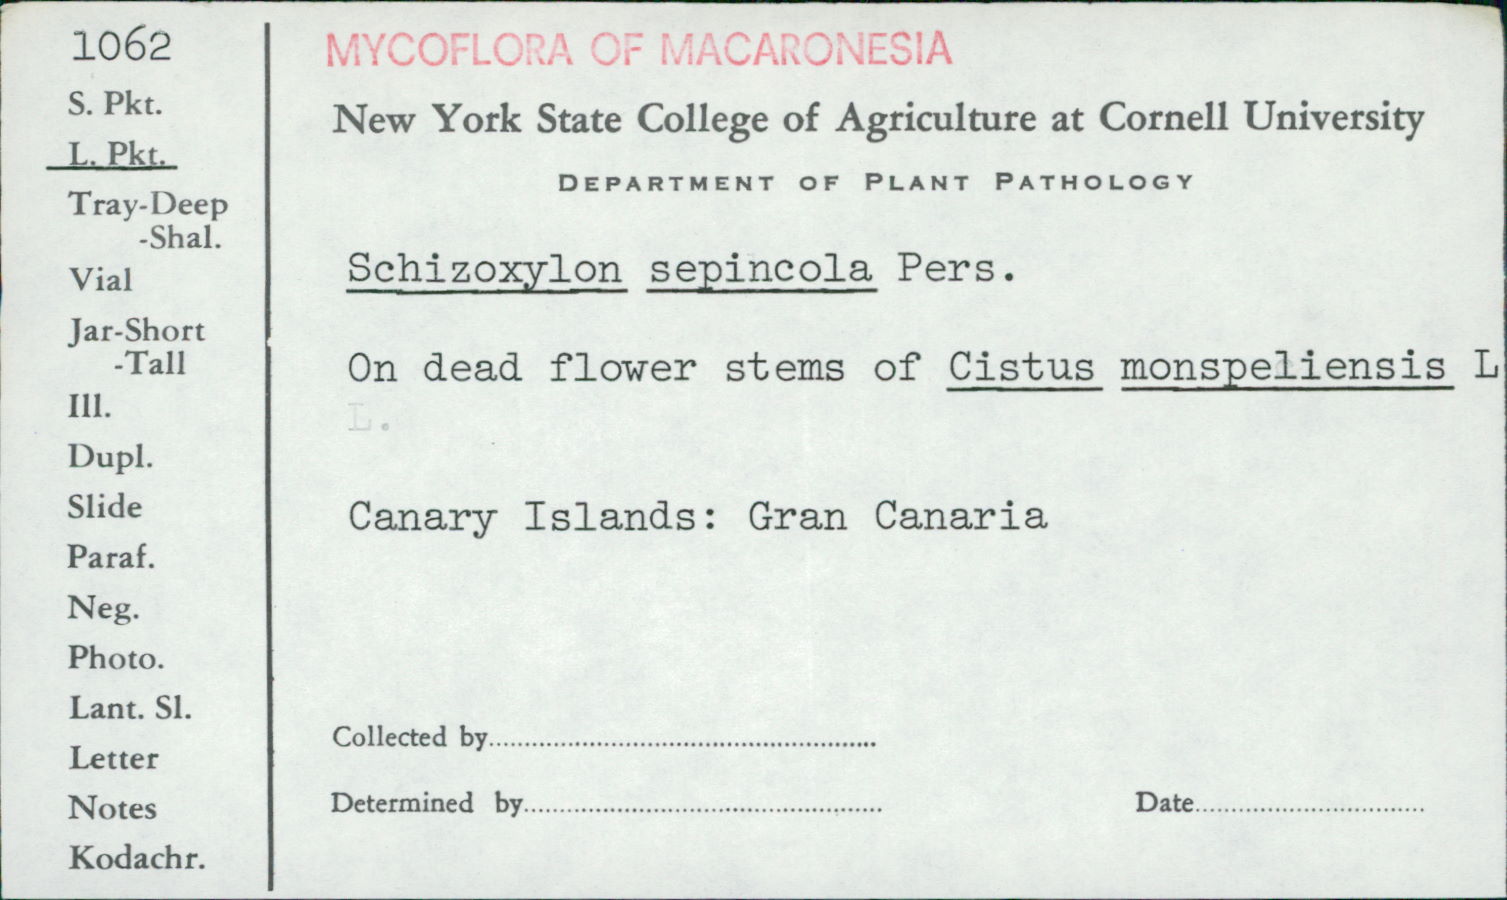 1062
S. Pkt.
L. Pkt.
Tray-Deep
-Shal.
Vial
Jar-Short
-Tall
Ill.
Dupl.
Slide
Paraf.
Neg.
Photo.
Lant. Sl.
Letter
Notes
Kodachr.
MYCOFLORA OF MACARONESIA
New York State College of Agriculture at Cornell University
DEPARTMENT OF PLANT PATHOLOGY
Schizoxylon sepincola Pers.
On dead flower stems of Cistus monspeliensis L
L.
Canary Islands: Gran Canaria
Collected by
Determined by
Date